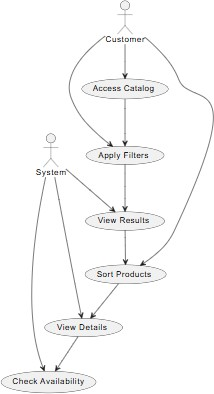 Customer
Access Catalog
Apply Filters
System
View Results
Sort Products
View Details
Check Availability